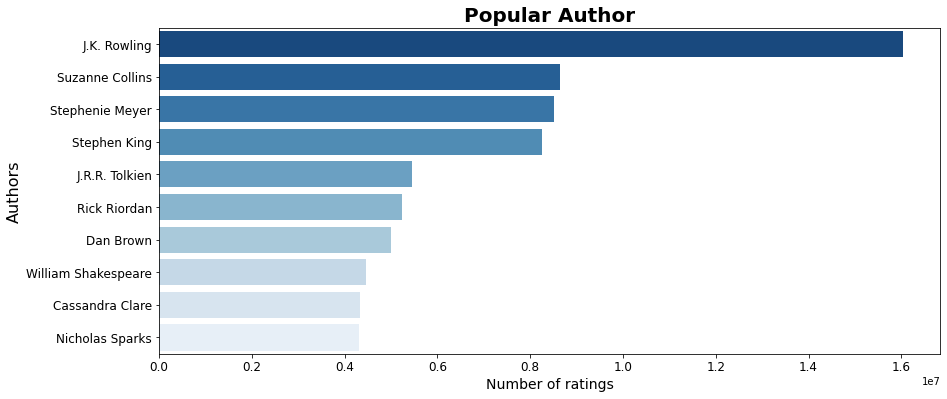 Popular Author
Authors
J.K. Rowling
Suzanne Collins
Stephenie Meyer
Stephen King
J.R.R. Tolkien
Rick Riordan
Dan Brown
William Shakespeare
Cassandra Clare
Nicholas Sparks
0.0 0.2 0.4 0.6 0.8 1.0 1.2 1.4 1.6
1e7
Number of ratings